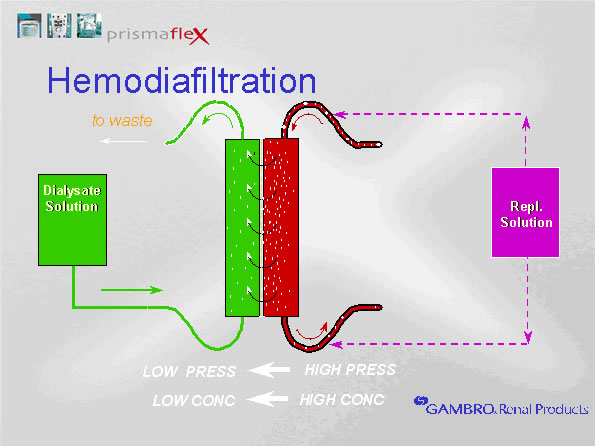 prismafleX
Hemodiafiltration
to waste
Dialysate
Solution
Repl.
Solution
LOW PRESS
HIGH PRESS
LOW CONC
HIGH CONC
GAMBRO® Renal Products